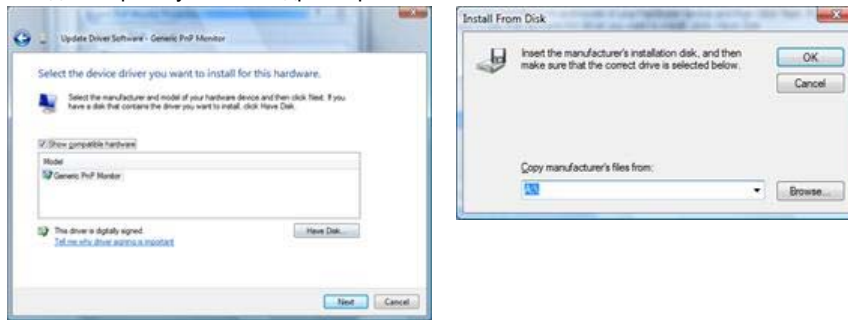 Update Driver Software - Generic PnP Monitor
Select the device driver you want to install for this hardware.
Select the manufacturer and model of your hardware device and then click Next. If you
have a disk that contains the driver you want to install, click Have Disk.
Show compatible hardware
Model
Generic PnP Monitor
This driver is digitally signed.
Tell me why driver signing is important
Have Disk...
Next
Cancel
Install From Disk
Insert the manufacturer's installation disk, and then
make sure that the correct drive is selected below.
OK
Cancel
Copy manufacturer's files from:
A:\
Browse...